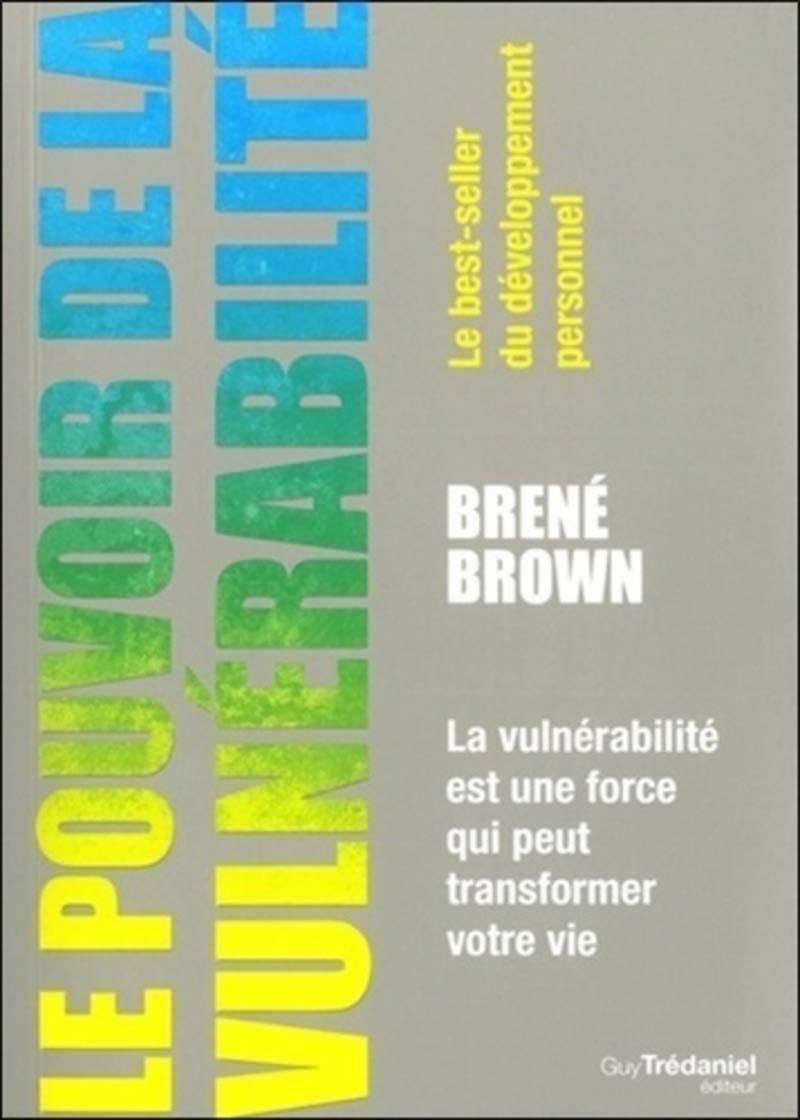 LE POUVOIR DE LA
VULNÉRABILITÉ
Le best-seller
du développement
personnel
BRENÉ
BROWN
La vulnérabilité
est une force
qui peut
transformer
votre vie
Guy Trédaniel
éditeur